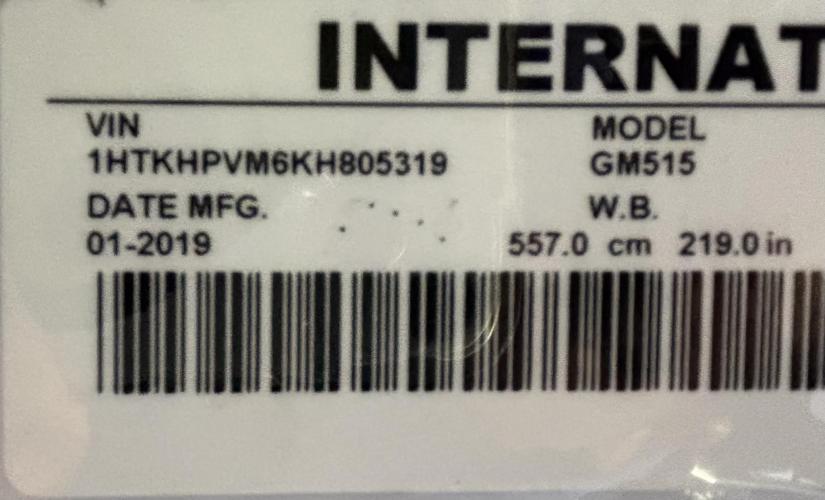 INTERNAT
VIN MODEL
1HTKHPVM6KH805319 GM515
DATE MFG. W.B.
01-2019 557.0 cm 219.0 in